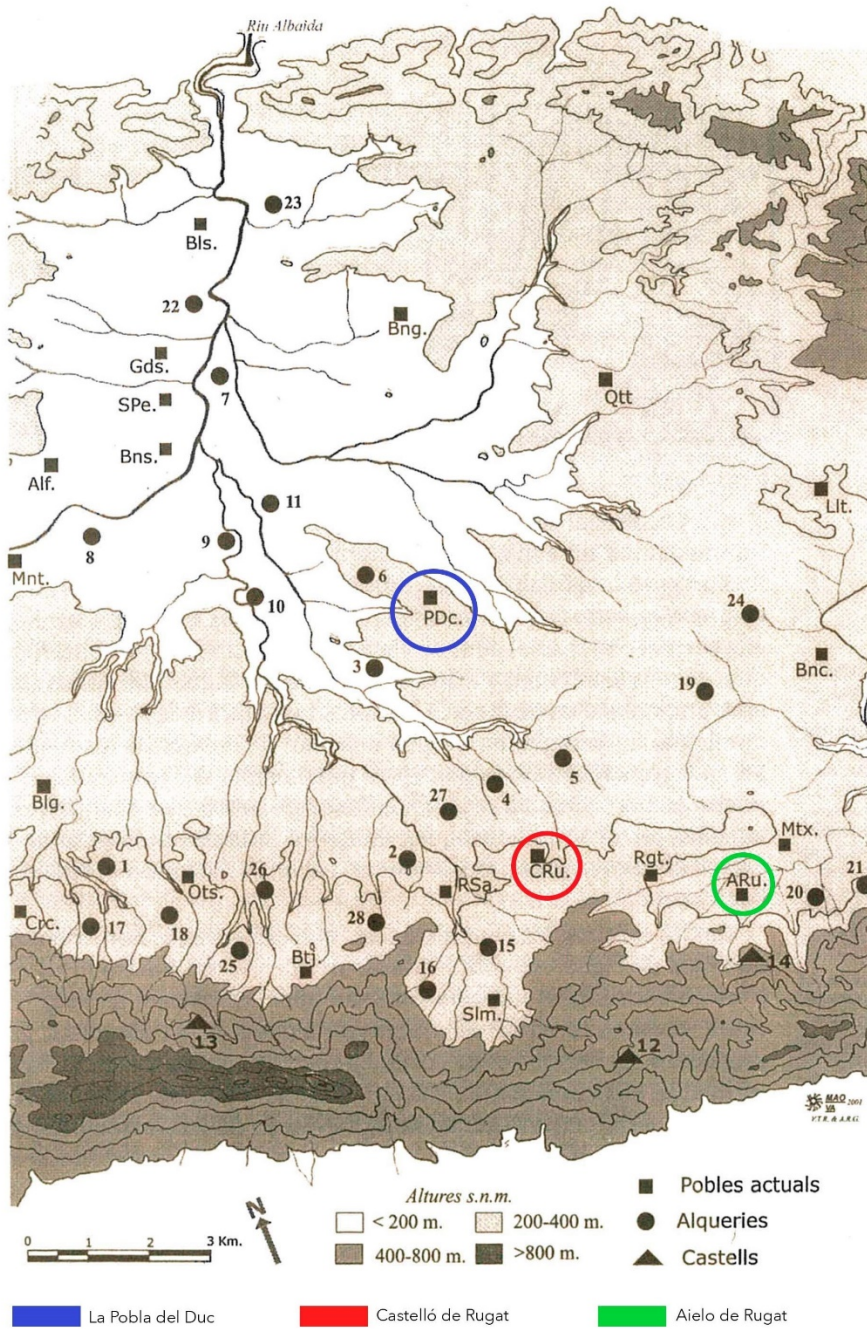 Riu Albaida
23
Bls.
22
Bng.
Gds.
7
Qtt
SPe.
Bns.
Alf.
Llt.
11
8
9
Mnt.
6
10
PDc.
24
3
Bnc.
19
5
4
Blg.
27
Mtx.
2
CRu.
Rgt.
1
ARu.
21
Ots.
26
RSa.
20
Crc.
17
18
28
25
Btj.
15
16
14
Slm.
13
12
MAO
VA
2001
V.T.R. & A.R.G.
N
Altures s.n.m.
< 200 m.
200-400 m.
400-800 m.
>800 m.
Pobles actuals
Alqueries
Castells
0 1 2 3 Km.
La Pobla del Duc
Castelló de Rugat
Aielo de Rugat